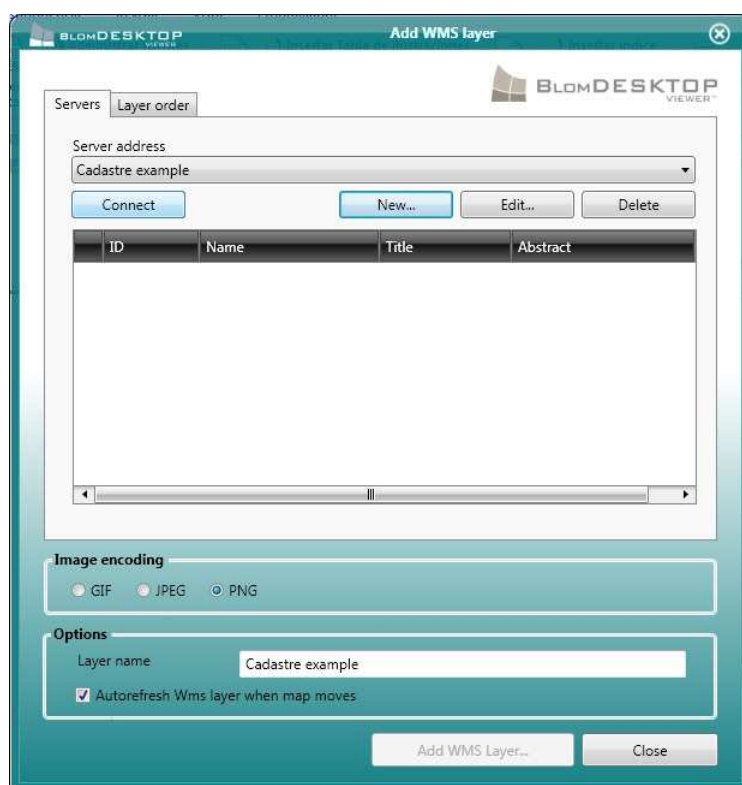 BLOMDESKTOP VIEWER Add WMS layer
BLOMDESKTOP
VIEWER™
Servers Layer order
Server address
Cadastre example
Connect New... Edit... Delete
ID Name Title Abstract
Image encoding
GIF JPEG PNG
Options
Layer name Cadastre example
Autorefresh Wms layer when map moves
Add WMS Layer... Close